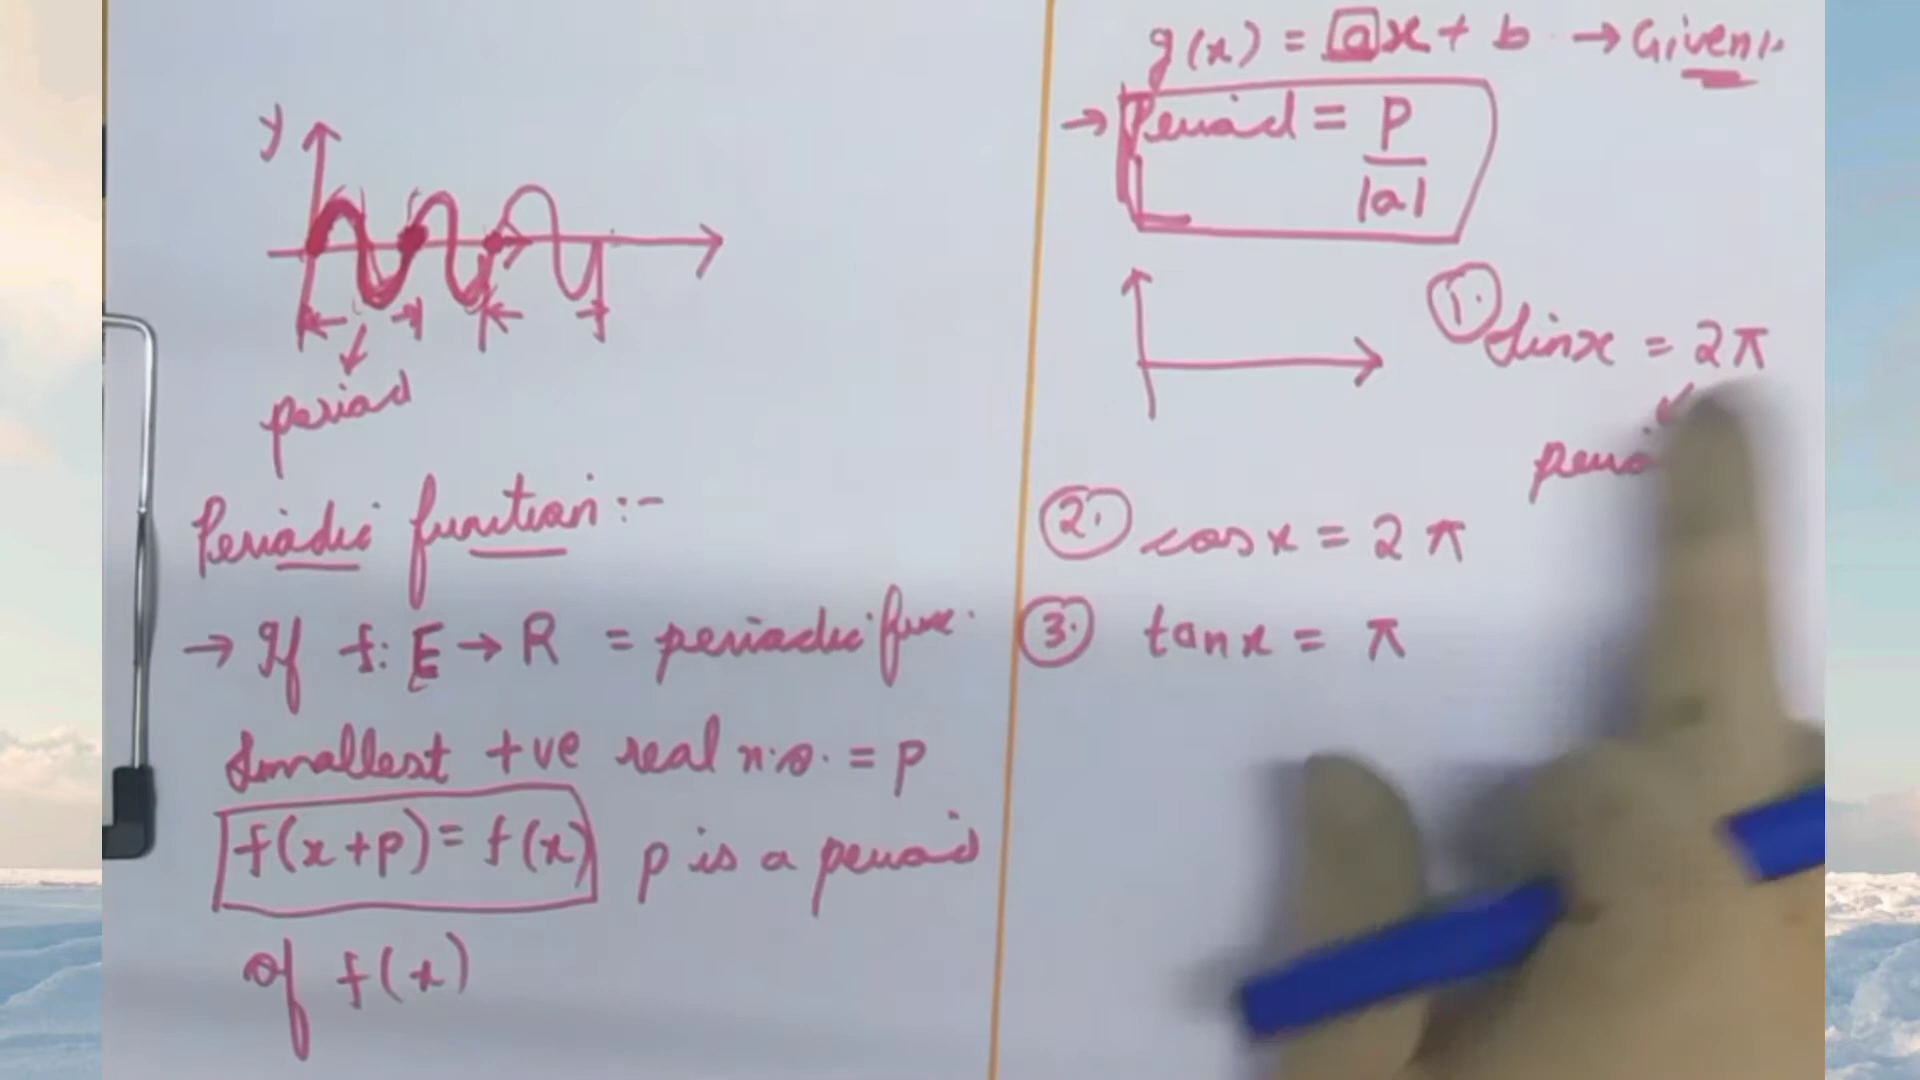 y
period
Periodic function :-
→ If f: E → R = periodic func.
Smallest +ve real n.o. = p
f(x+p) = f(x) p is a period
of f(x)
g(x) = ax + b → Given.
→ Period = p/|a|
1. Sinx = 2π
2. cosx = 2π
3. tanx = π